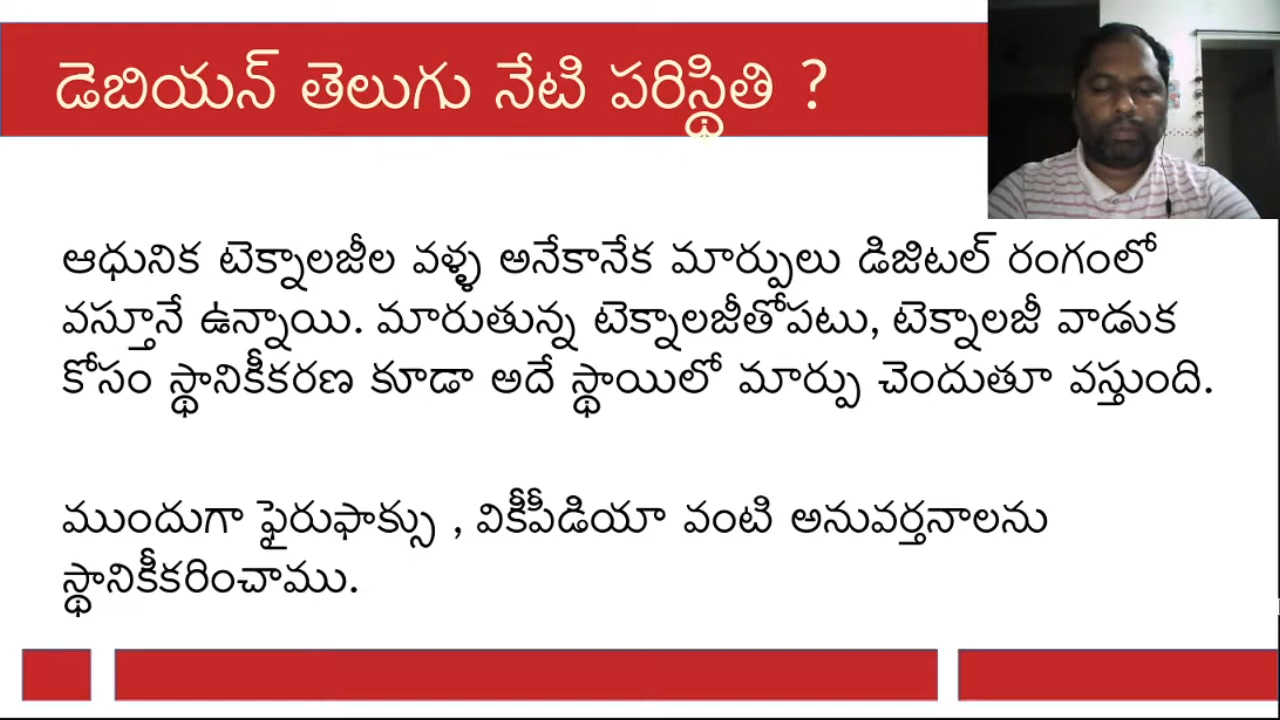 డెబియన్ తెలుగు నేటి పరిస్థితి ?
ఆధునిక టెక్నాలజీల వళ్ళ అనేకానేక మార్పులు డిజిటల్ రంగంలో
వస్తూనే ఉన్నాయి. మారుతున్న టెక్నాలజీతోపటు, టెక్నాలజీ వాడుక
కోసం స్థానికీకరణ కూడా అదే స్థాయిలో మార్పు చెందుతూ వస్తుంది.
ముందుగా ఫైరుఫాక్సు , వికీపీడియా వంటి అనువర్తనాలను
స్థానికీకరించాము.